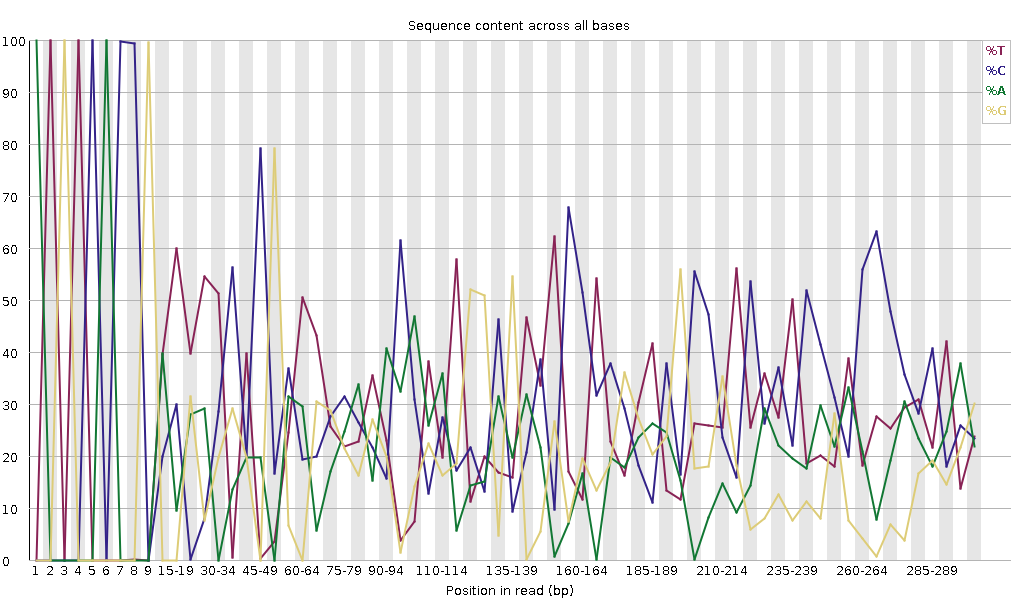 Sequence content across all bases
%T
%C
%A
%G
100
90
80
70
60
50
40
30
20
10
0
1 2 3 4 5 6 7 8 9 15-19 30-34 45-49 60-64 75-79 90-94 110-114 135-139 160-164 185-189 210-214 235-239 260-264 285-289
Position in read (bp)